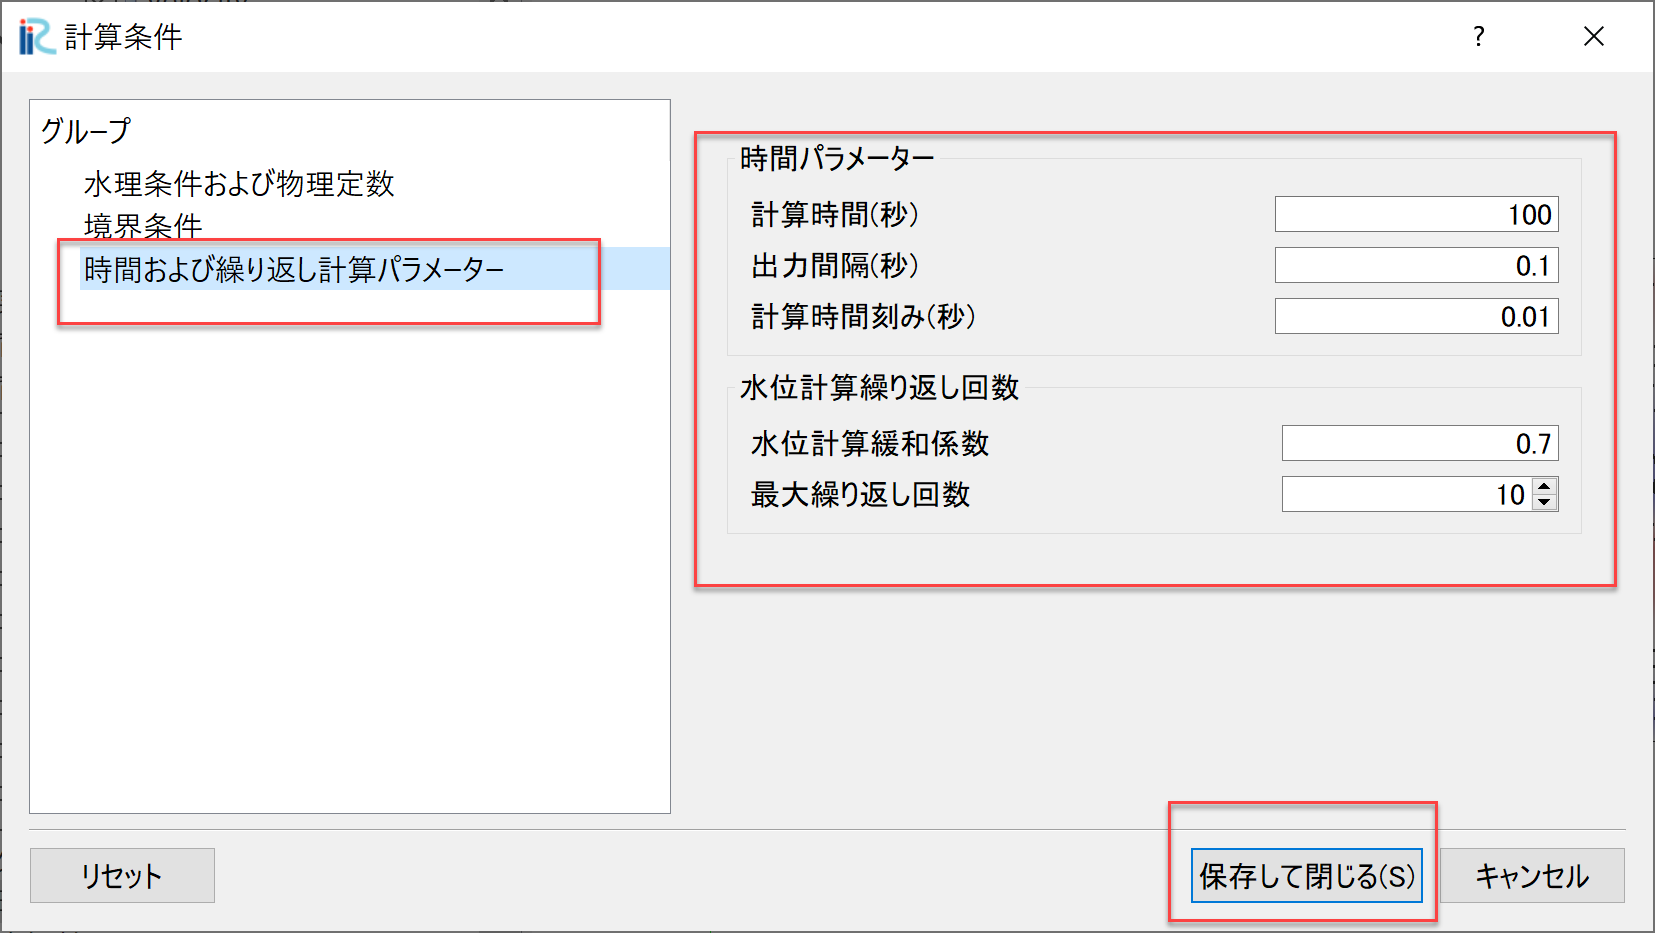 計算条件
?
グループ
水理条件および物理定数
境界条件
時間および繰り返し計算パラメーター
時間パラメーター
計算時間(秒) 100
出力間隔(秒) 0.1
計算時間刻み(秒) 0.01
水位計算繰り返し回数
水位計算緩和係数 0.7
最大繰り返し回数 10
リセット
保存して閉じる(S)
キャンセル